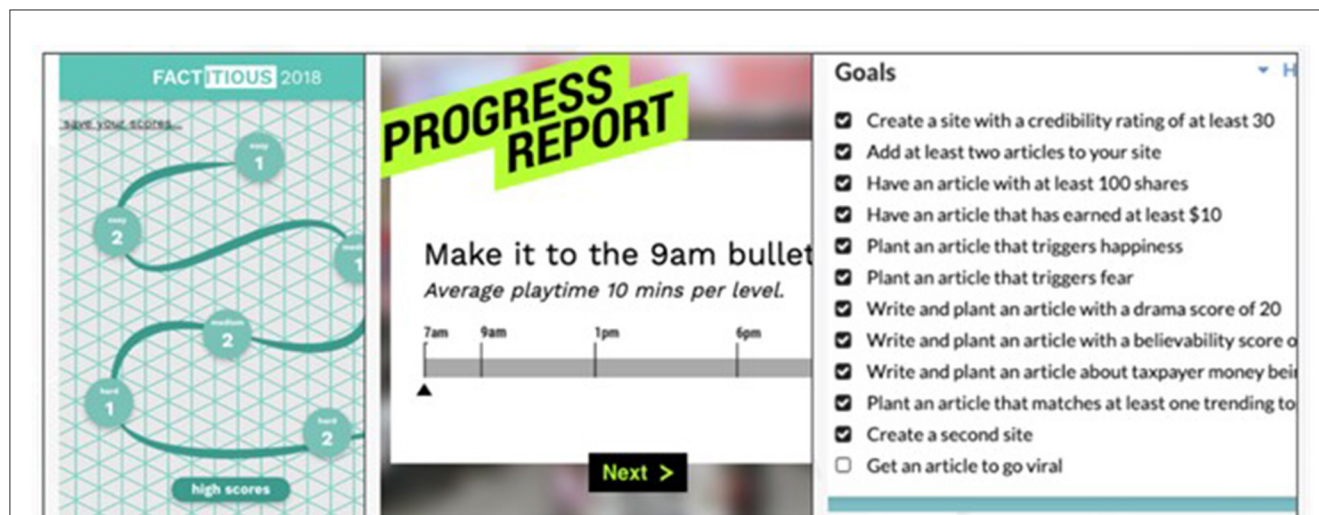 FACTITIOUS 2018
save your scores...
easy
1
easy
2
1
medium
2
hard
1
hard
2
high scores
PROGRESS
REPORT
Make it to the 9am bullet
Average playtime 10 mins per level.
7am 9am 1pm 6pm
Next >
Goals
H
Create a site with a credibility rating of at least 30
Add at least two articles to your site
Have an article with at least 100 shares
Have an article that has earned at least $10
Plant an article that triggers happiness
Plant an article that triggers fear
Write and plant an article with a drama score of 20
Write and plant an article with a believability score o
Write and plant an article about taxpayer money bei
Plant an article that matches at least one trending to
Create a second site
Get an article to go viral